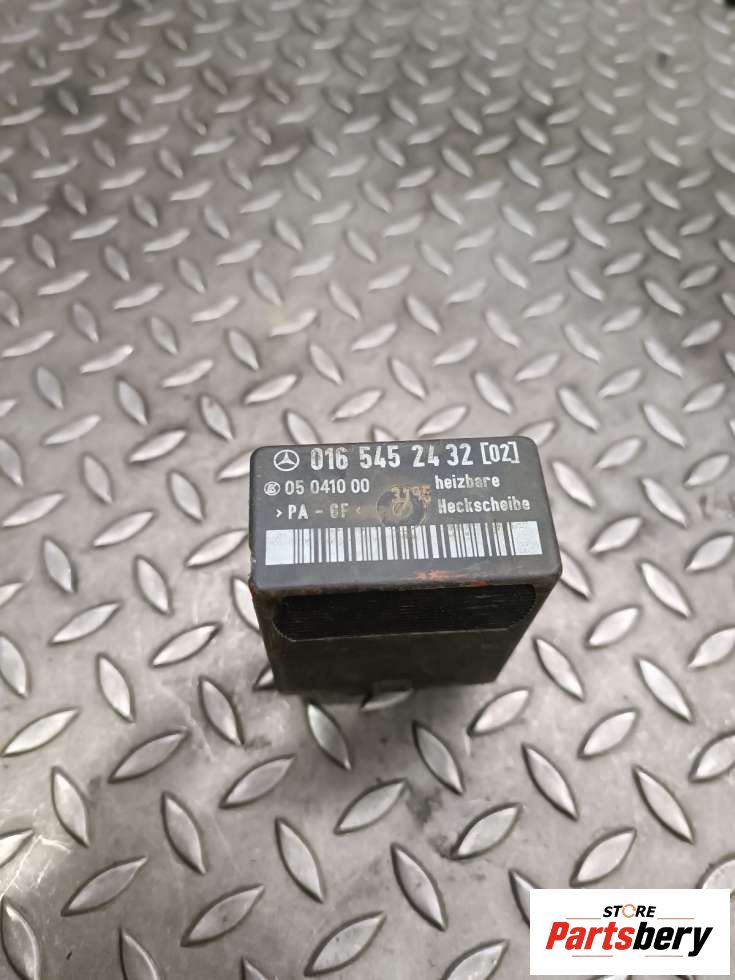 016 545 24 32 [02]
05 0410 00 heizbare
>PA-GF< Heckscheibe
STORE
Partsbery